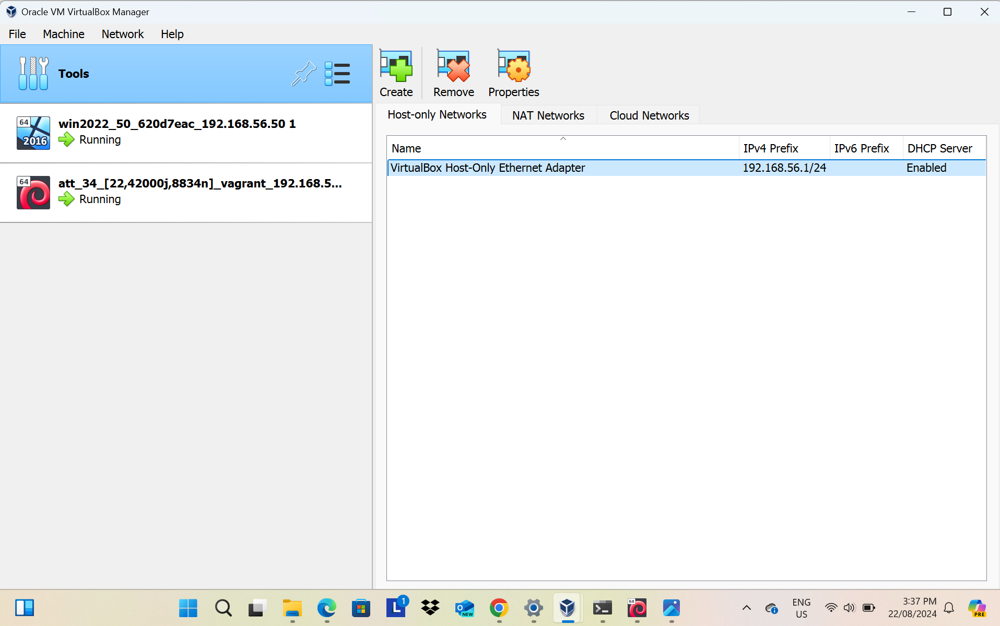 Oracle VM VirtualBox Manager
File Machine Network Help
Tools
Create Remove Properties
64
2016
win2022_50_620d7eac_192.168.56.50 1
Running
64
att_34_[22,42000j,8834n]_vagrant_192.168.5...
Running
Host-only Networks NAT Networks Cloud Networks
Name IPv4 Prefix IPv6 Prefix DHCP Server
VirtualBox Host-Only Ethernet Adapter 192.168.56.1/24 Enabled
L 1
O NEW
64
ENG
US
3:37 PM
22/08/2024
PRE